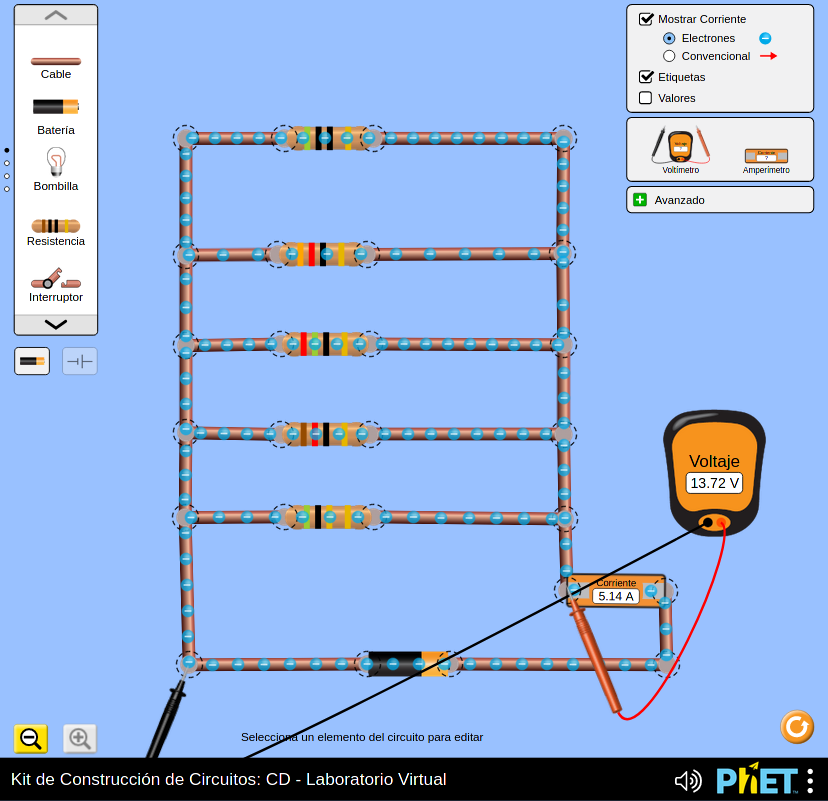 Cable
Batería
Bombilla
Resistencia
Interruptor
Mostrar Corriente
Electrones
Convencional
Etiquetas
Valores
Voltaje
?
Voltímetro
Corriente
?
Amperímetro
Avanzado
Voltaje
13.72 V
Corriente
5.14 A
Selecciona un elemento del circuito para editar
Kit de Construcción de Circuitos: CD - Laboratorio Virtual
PhET